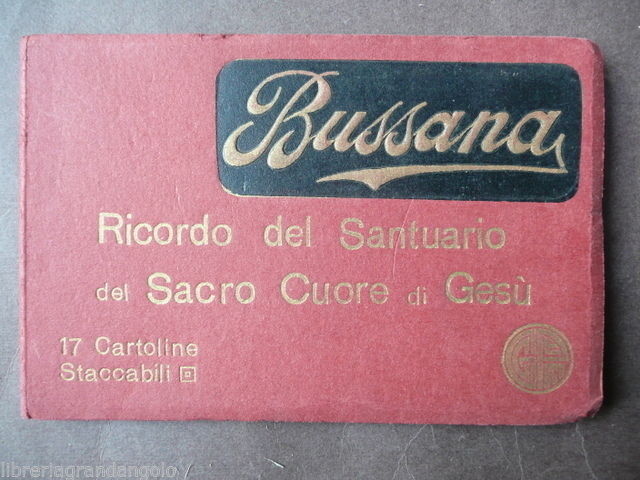 Bussana
Ricordo del Santuario
del Sacro Cuore di Gesù
17 Cartoline
Staccabili
libreriagrandangolo